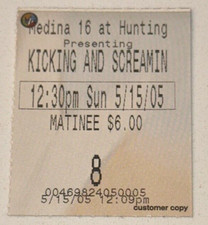 Medina 16 at Hunting
Presenting
KICKING AND SCREAMIN
12:30pm Sun 5/15/05
MATINEE $6.00
8
00469824050005
5/15/05 12:09pm
customer copy